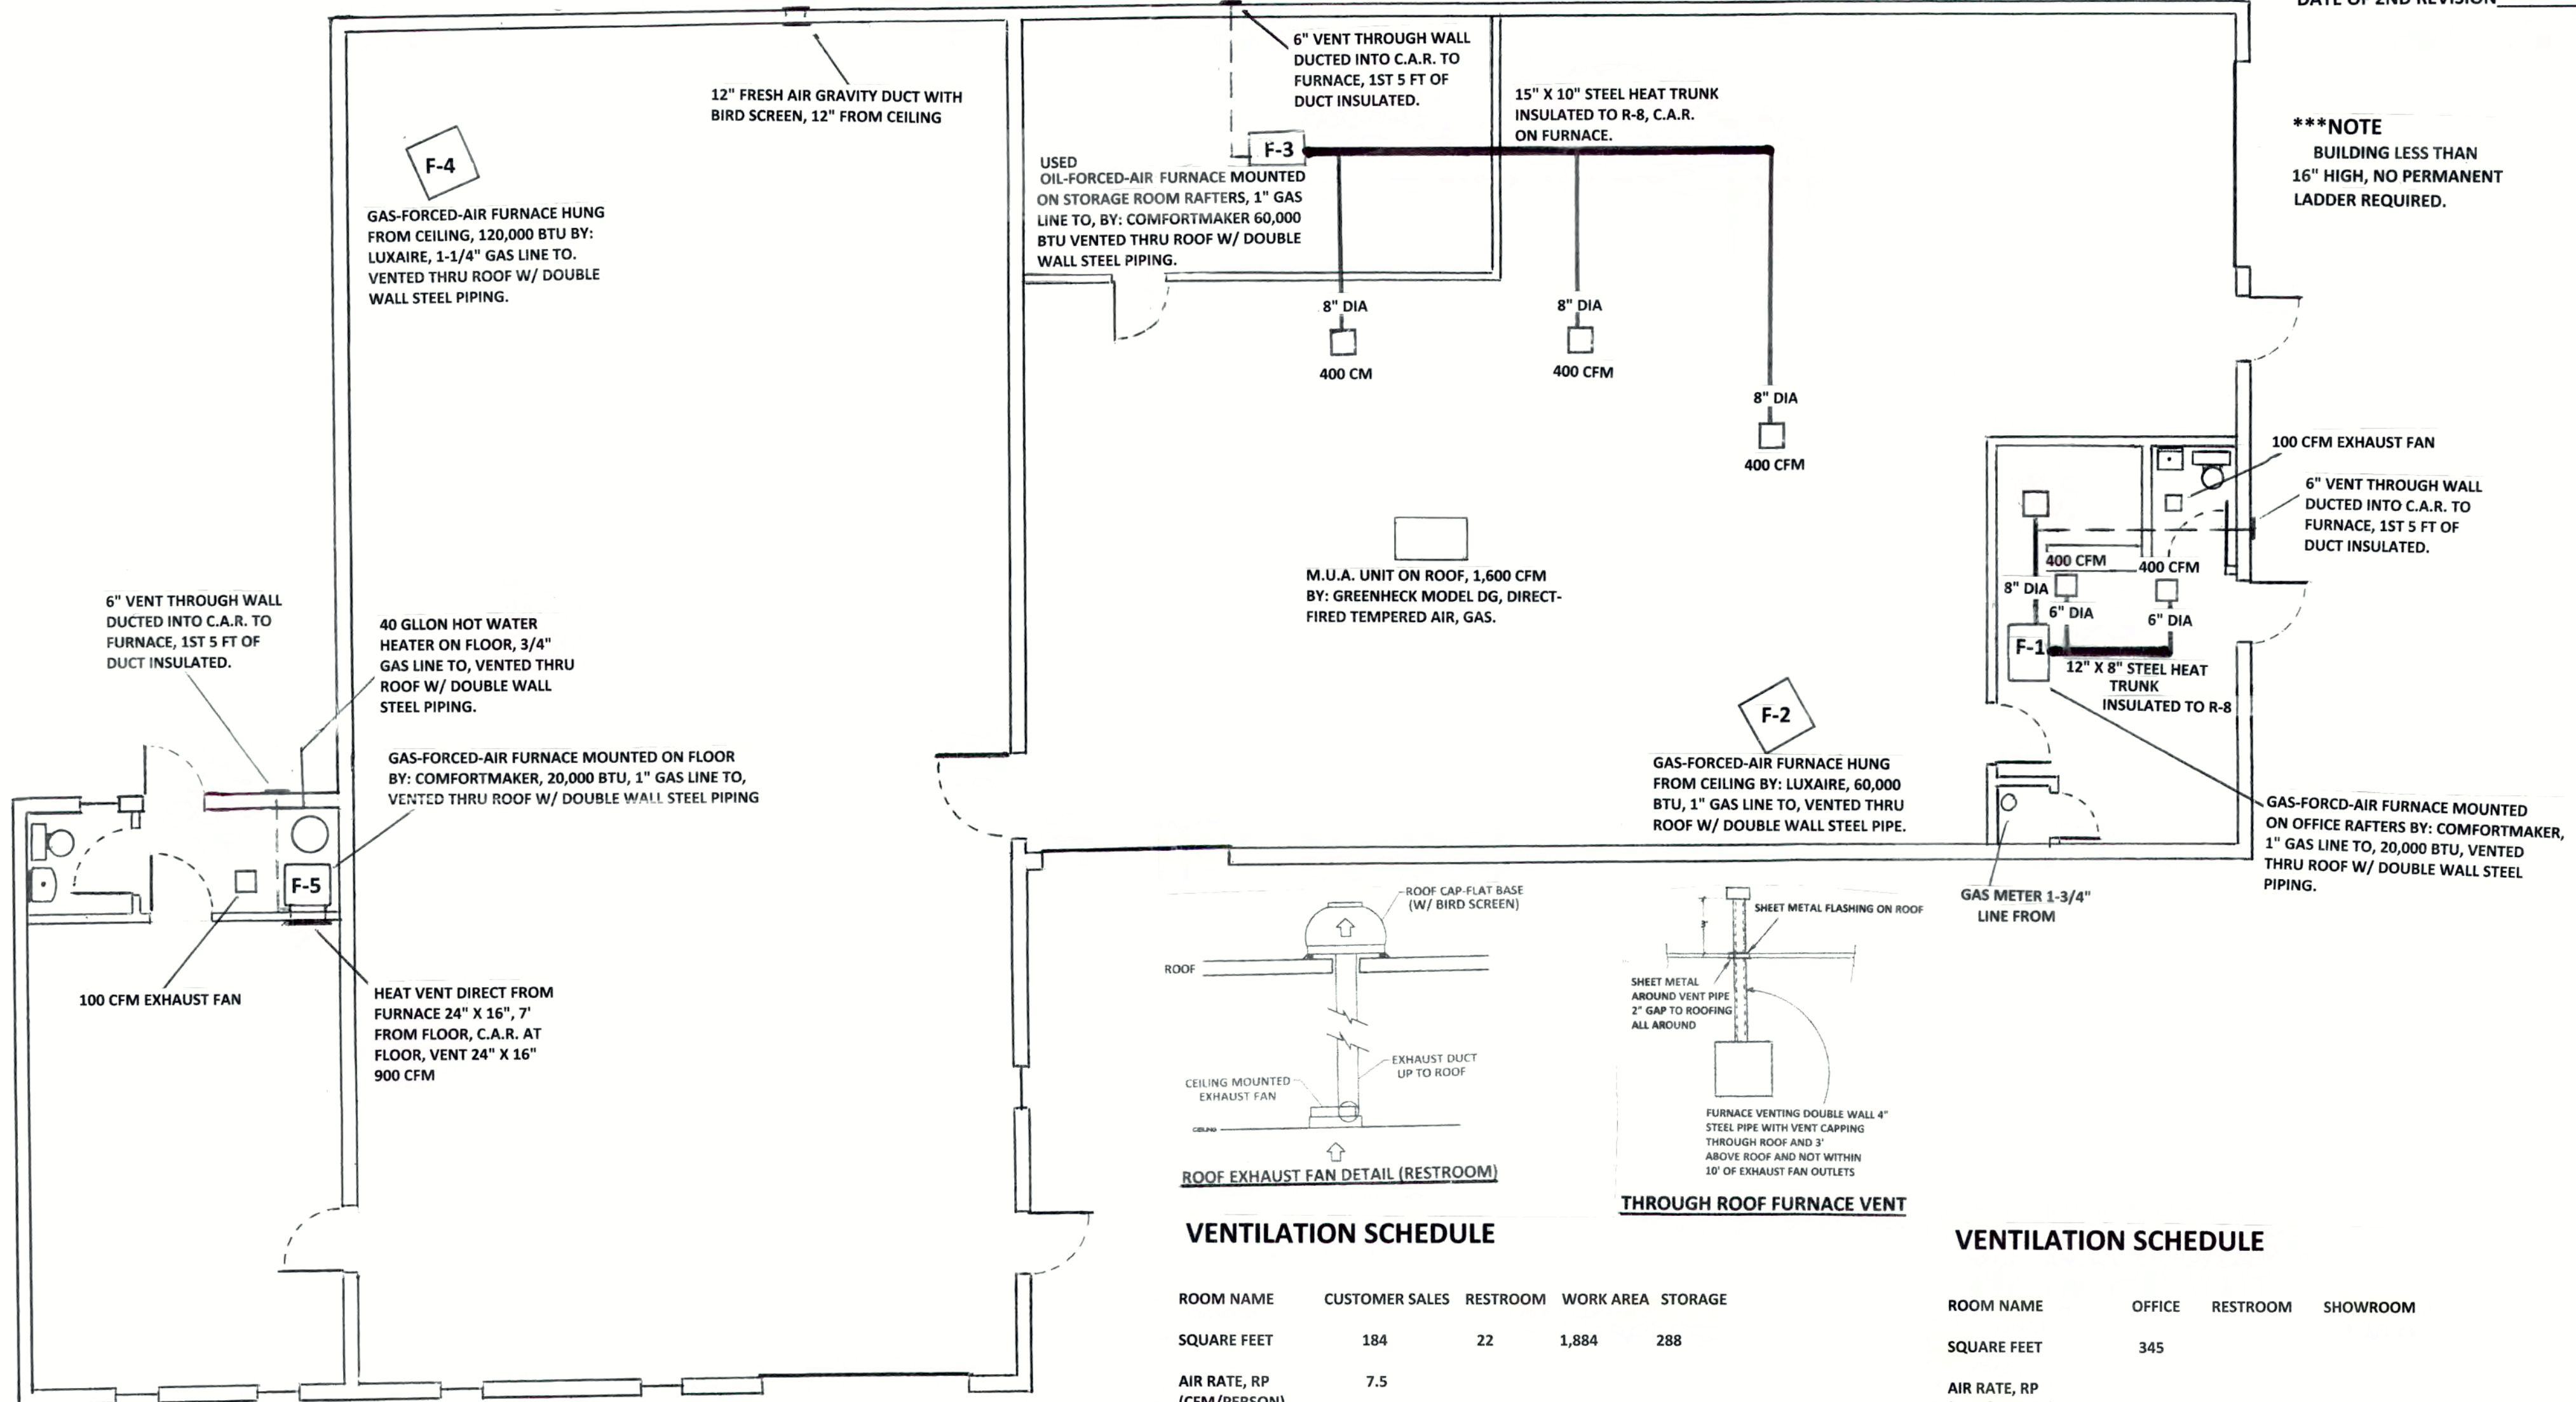 DATE OF 2ND REVISION
6" VENT THROUGH WALL
DUCTED INTO C.A.R. TO
FURNACE, 1ST 5 FT OF
DUCT INSULATED.
12" FRESH AIR GRAVITY DUCT WITH
BIRD SCREEN, 12" FROM CEILING
15" X 10" STEEL HEAT TRUNK
INSULATED TO R-8, C.A.R.
ON FURNACE.
***NOTE
BUILDING LESS THAN
16" HIGH, NO PERMANENT
LADDER REQUIRED.
F-4
GAS-FORCED-AIR FURNACE HUNG
FROM CEILING, 120,000 BTU BY:
LUXAIRE, 1-1/4" GAS LINE TO.
VENTED THRU ROOF W/ DOUBLE
WALL STEEL PIPING.
F-3
USED
OIL-FORCED-AIR FURNACE MOUNTED
ON STORAGE ROOM RAFTERS, 1" GAS
LINE TO, BY: COMFORTMAKER 60,000
BTU VENTED THRU ROOF W/ DOUBLE
WALL STEEL PIPING.
8" DIA
400 CM
8" DIA
400 CFM
8" DIA
400 CFM
100 CFM EXHAUST FAN
6" VENT THROUGH WALL
DUCTED INTO C.A.R. TO
FURNACE, 1ST 5 FT OF
DUCT INSULATED.
400 CFM
400 CFM
8" DIA
6" DIA
6" DIA
F-1
12" X 8" STEEL HEAT
TRUNK
INSULATED TO R-8
M.U.A. UNIT ON ROOF, 1,600 CFM
BY: GREENHECK MODEL DG, DIRECT-
FIRED TEMPERED AIR, GAS.
6" VENT THROUGH WALL
DUCTED INTO C.A.R. TO
FURNACE, 1ST 5 FT OF
DUCT INSULATED.
40 GLLON HOT WATER
HEATER ON FLOOR, 3/4"
GAS LINE TO, VENTED THRU
ROOF W/ DOUBLE WALL
STEEL PIPING.
GAS-FORCED-AIR FURNACE MOUNTED ON FLOOR
BY: COMFORTMAKER, 20,000 BTU, 1" GAS LINE TO,
VENTED THRU ROOF W/ DOUBLE WALL STEEL PIPING
F-2
GAS-FORCED-AIR FURNACE HUNG
FROM CEILING BY: LUXAIRE, 60,000
BTU, 1" GAS LINE TO, VENTED THRU
ROOF W/ DOUBLE WALL STEEL PIPE.
GAS-FORCD-AIR FURNACE MOUNTED
ON OFFICE RAFTERS BY: COMFORTMAKER,
1" GAS LINE TO, 20,000 BTU, VENTED
THRU ROOF W/ DOUBLE WALL STEEL
PIPING.
GAS METER 1-3/4"
LINE FROM
F-5
100 CFM EXHAUST FAN
HEAT VENT DIRECT FROM
FURNACE 24" X 16", 7'
FROM FLOOR, C.A.R. AT
FLOOR, VENT 24" X 16"
900 CFM
ROOF CAP-FLAT BASE
(W/ BIRD SCREEN)
ROOF
EXHAUST DUCT
UP TO ROOF
CEILING MOUNTED
EXHAUST FAN
CEILING
ROOF EXHAUST FAN DETAIL (RESTROOM)
SHEET METAL FLASHING ON ROOF
3'
SHEET METAL
AROUND VENT PIPE
2" GAP TO ROOFING
ALL AROUND
FURNACE VENTING DOUBLE WALL 4"
STEEL PIPE WITH VENT CAPPING
THROUGH ROOF AND 3'
ABOVE ROOF AND NOT WITHIN
10' OF EXHAUST FAN OUTLETS
THROUGH ROOF FURNACE VENT
VENTILATION SCHEDULE
ROOM NAME CUSTOMER SALES RESTROOM WORK AREA STORAGE
SQUARE FEET 184 22 1,884 288
AIR RATE, RP 7.5
(CFM/PERSON)
VENTILATION SCHEDULE
ROOM NAME OFFICE RESTROOM SHOWROOM
SQUARE FEET 345
AIR RATE, RP